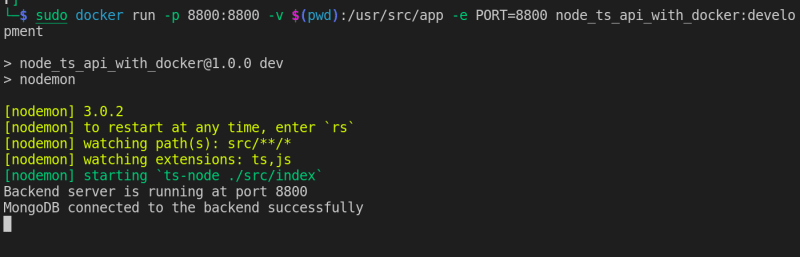 └─$ sudo docker run -p 8800:8800 -v $(pwd):/usr/src/app -e PORT=8800 node_ts_api_with_docker:develo
pment
> node_ts_api_with_docker@1.0.0 dev
> nodemon
[nodemon] 3.0.2
[nodemon] to restart at any time, enter `rs`
[nodemon] watching path(s): src/**/*
[nodemon] watching extensions: ts,js
[nodemon] starting `ts-node ./src/index`
Backend server is running at port 8800
MongoDB connected to the backend successfully